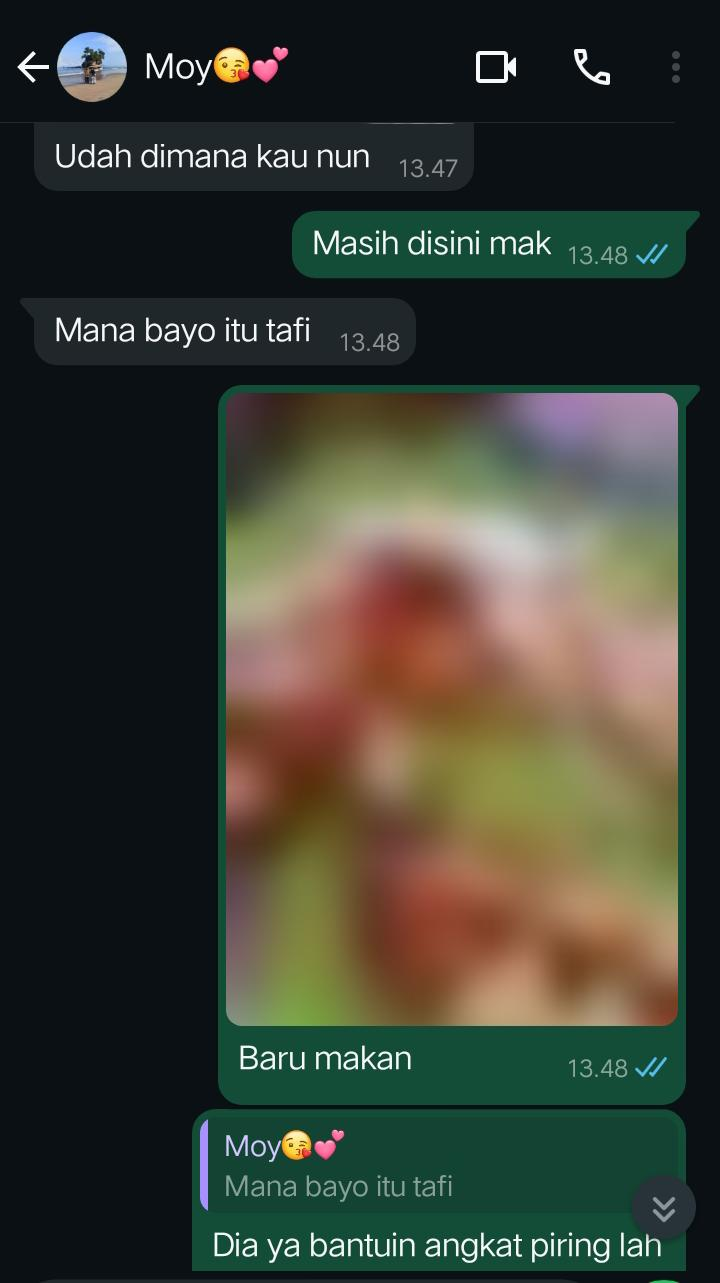 Moy😘💕
Udah dimana kau nun 13.47
Masih disini mak 13.48
Mana bayo itu tafi 13.48
Baru makan 13.48
Moy😘💕
Mana bayo itu tafi
Dia ya bantuin angkat piring lah